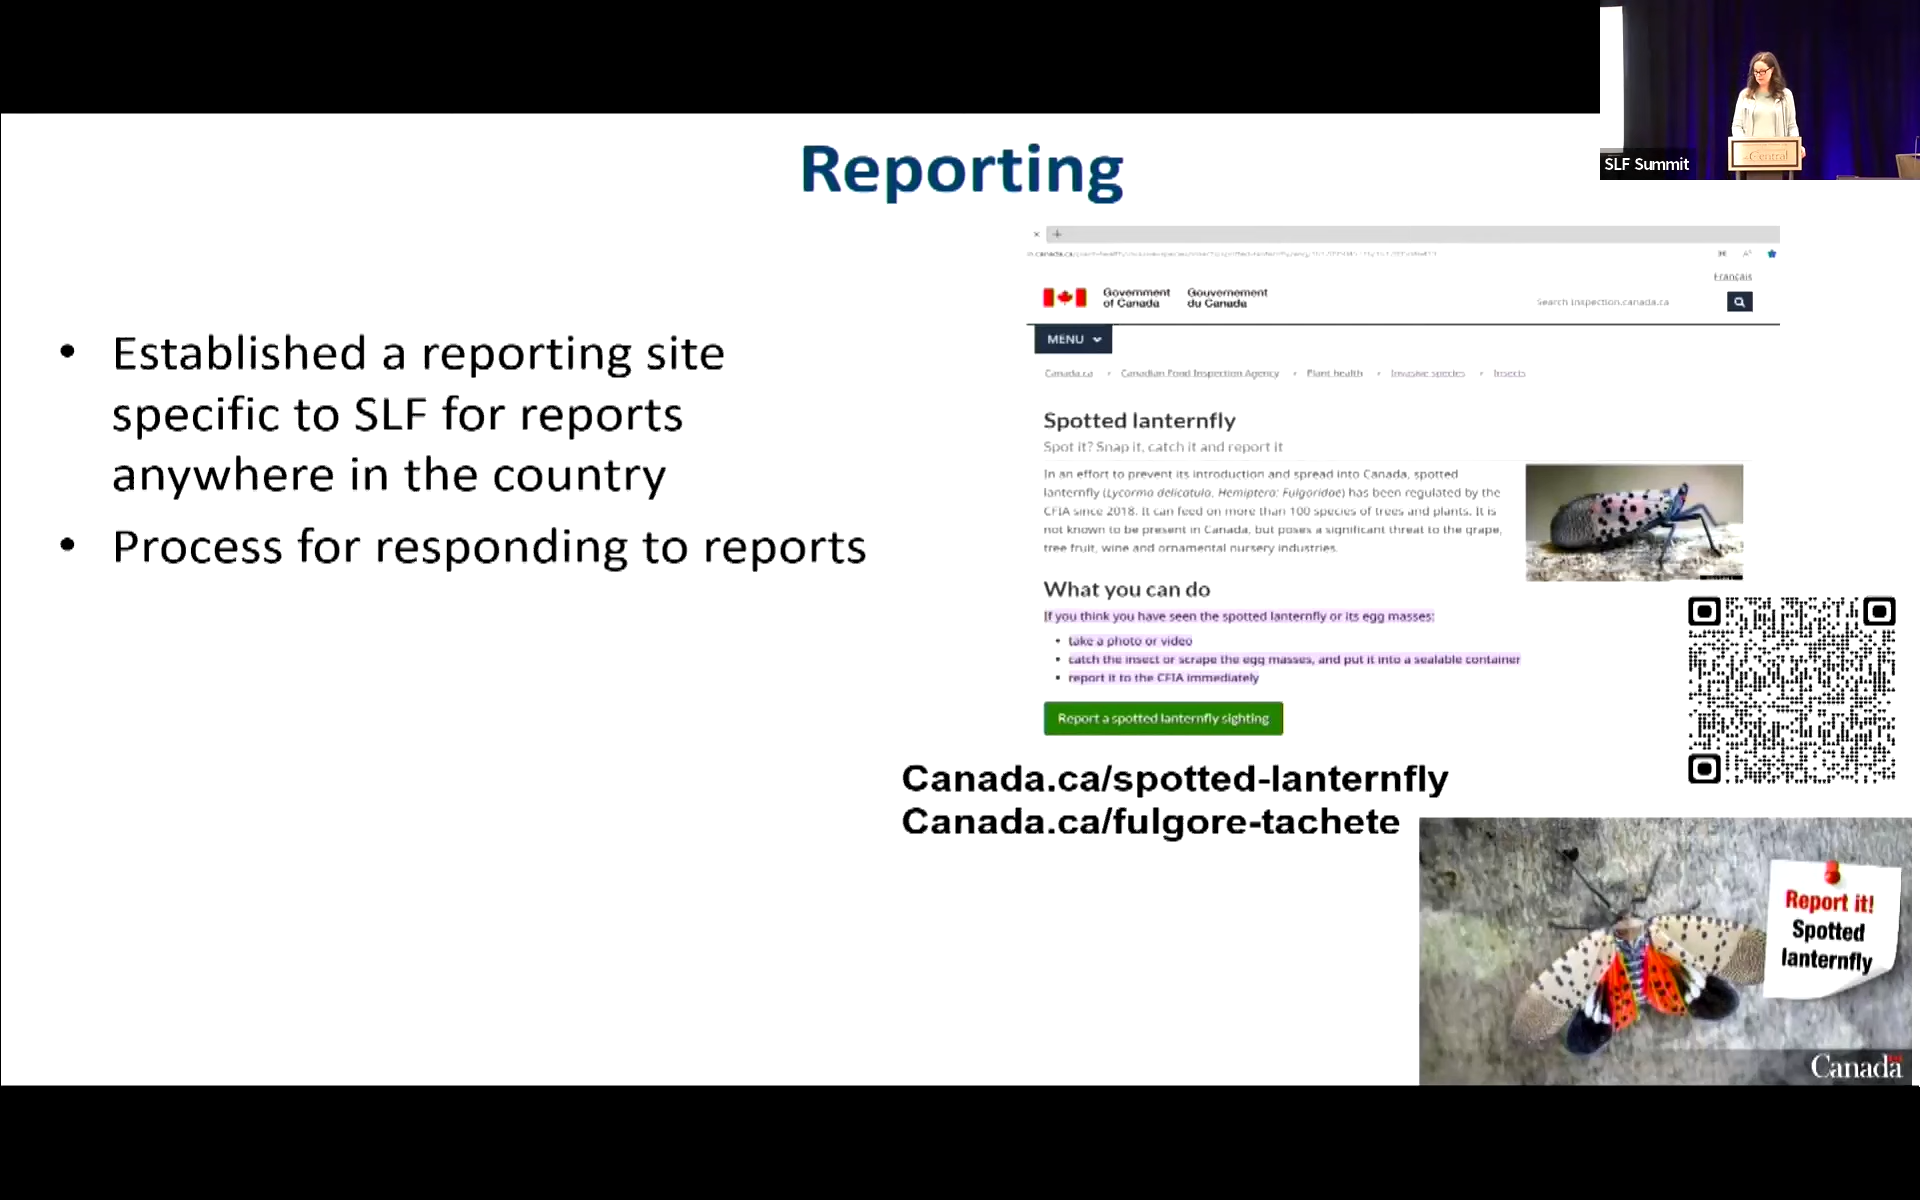 SLF Summit
Central
Reporting
• Established a reporting site
specific to SLF for reports
anywhere in the country
• Process for responding to reports
Français
Government
of Canada
Gouvernement
du Canada
Search inspection.canada.ca
MENU
Canada.ca › Canadian Food Inspection Agency › Plant health › Invasive species › Insects
Spotted lanternfly
Spot it? Snap it, catch it and report it
In an effort to prevent its introduction and spread into Canada, spotted
lanternfly (Lycorma delicatula, Hemiptera: Fulgoridae) has been regulated by the
CFIA since 2018. It can feed on more than 100 species of trees and plants. It is
not known to be present in Canada, but poses a significant threat to the grape,
tree fruit, wine and ornamental nursery industries.
What you can do
If you think you have seen the spotted lanternfly or its egg masses:
• take a photo or video
• catch the insect or scrape the egg masses, and put it into a sealable container
• report it to the CFIA immediately
Report a spotted lanternfly sighting
Canada.ca/spotted-lanternfly
Canada.ca/fulgore-tachete
Report it!
Spotted
lanternfly
Canada